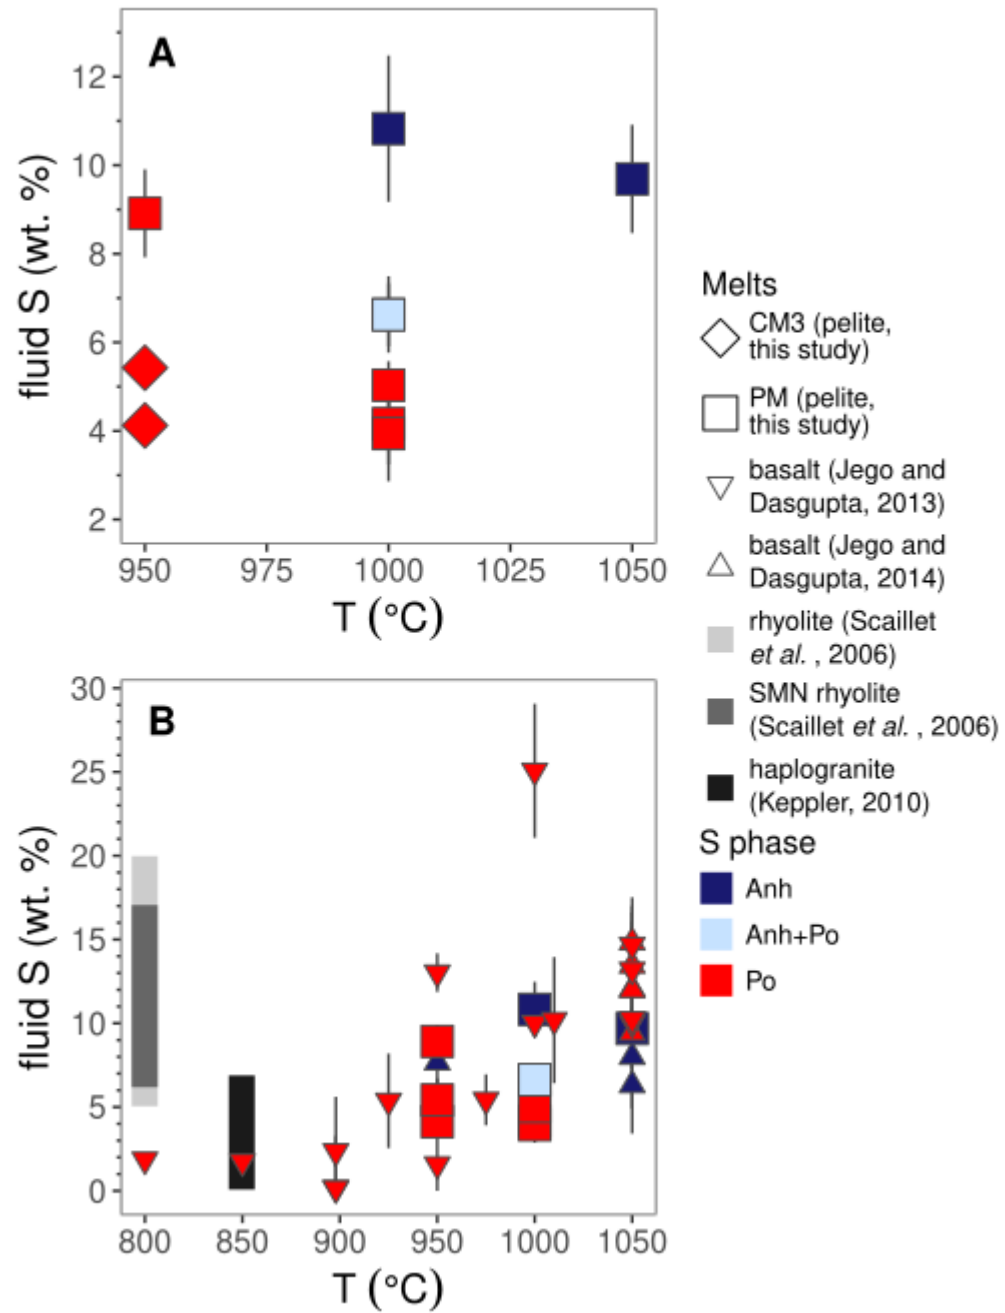 A
12
10
8
6
4
2
fluid S (wt. %)
950 975 1000 1025 1050
T (°C)
B
30
25
20
15
10
5
0
fluid S (wt. %)
800 850 900 950 1000 1050
T (°C)
Melts
CM3 (pelite,
this study)
PM (pelite,
this study)
basalt (Jego and
Dasgupta, 2013)
basalt (Jego and
Dasgupta, 2014)
rhyolite (Scaillet
et al. , 2006)
SMN rhyolite
(Scaillet et al. , 2006)
haplogranite
(Keppler, 2010)
S phase
Anh
Anh+Po
Po